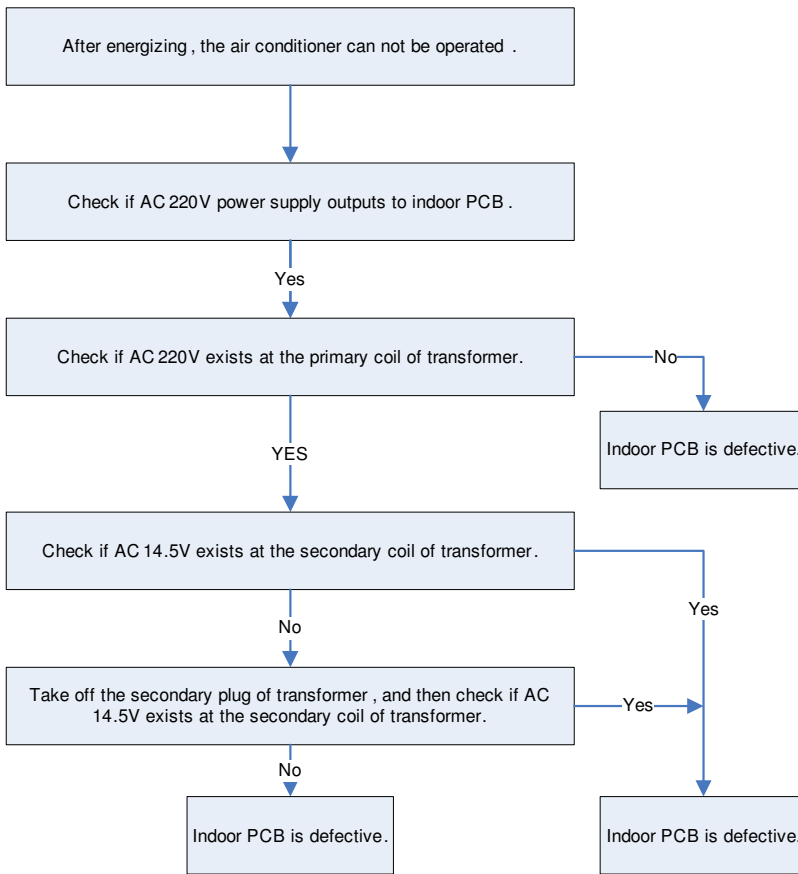 After energizing, the air conditioner can not be operated.
Check if AC 220V power supply outputs to indoor PCB.
Yes
Check if AC 220V exists at the primary coil of transformer.
No
Indoor PCB is defective.
YES
Check if AC 14.5V exists at the secondary coil of transformer.
Yes
No
Take off the secondary plug of transformer, and then check if AC
14.5V exists at the secondary coil of transformer.
Yes
No
Indoor PCB is defective.
Indoor PCB is defective.